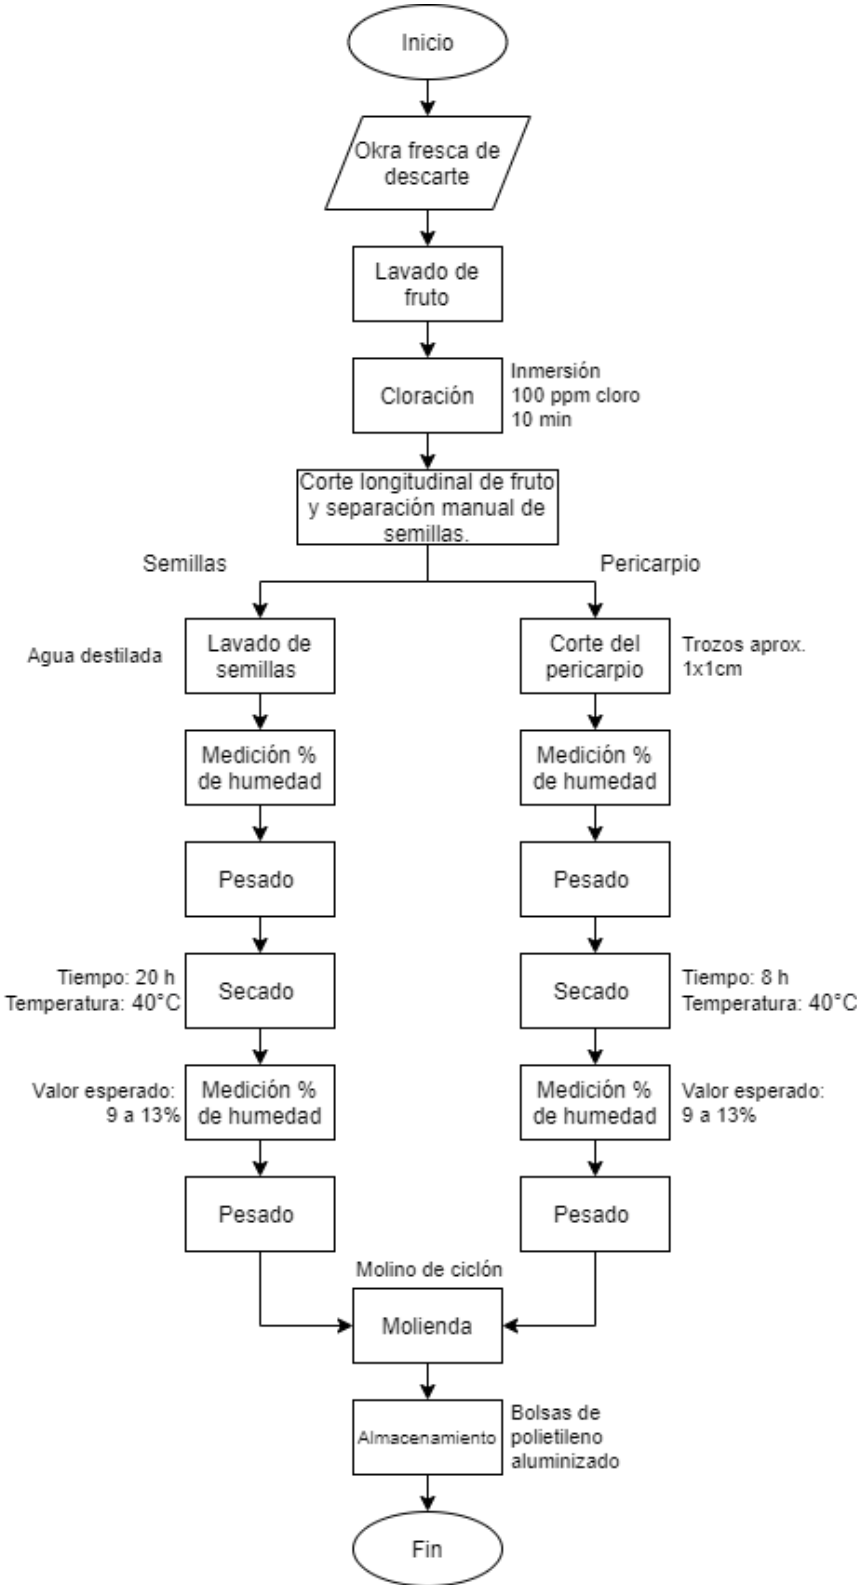 Inicio
Okra fresca de
descarte
Lavado de
fruto
Cloración
Inmersión
100 ppm cloro
10 min
Corte longitudinal de fruto
y separación manual de
semillas.
Semillas
Pericarpio
Agua destilada
Lavado de
semillas
Corte del
pericarpio
Trozos aprox.
1x1cm
Medición %
de humedad
Medición %
de humedad
Pesado
Pesado
Tiempo: 20 h
Temperatura: 40°C
Secado
Secado
Tiempo: 8 h
Temperatura: 40°C
Valor esperado:
9 a 13%
Medición %
de humedad
Medición %
de humedad
Valor esperado:
9 a 13%
Pesado
Pesado
Molino de ciclón
Molienda
Almacenamiento
Bolsas de
polietileno
aluminizado
Fin